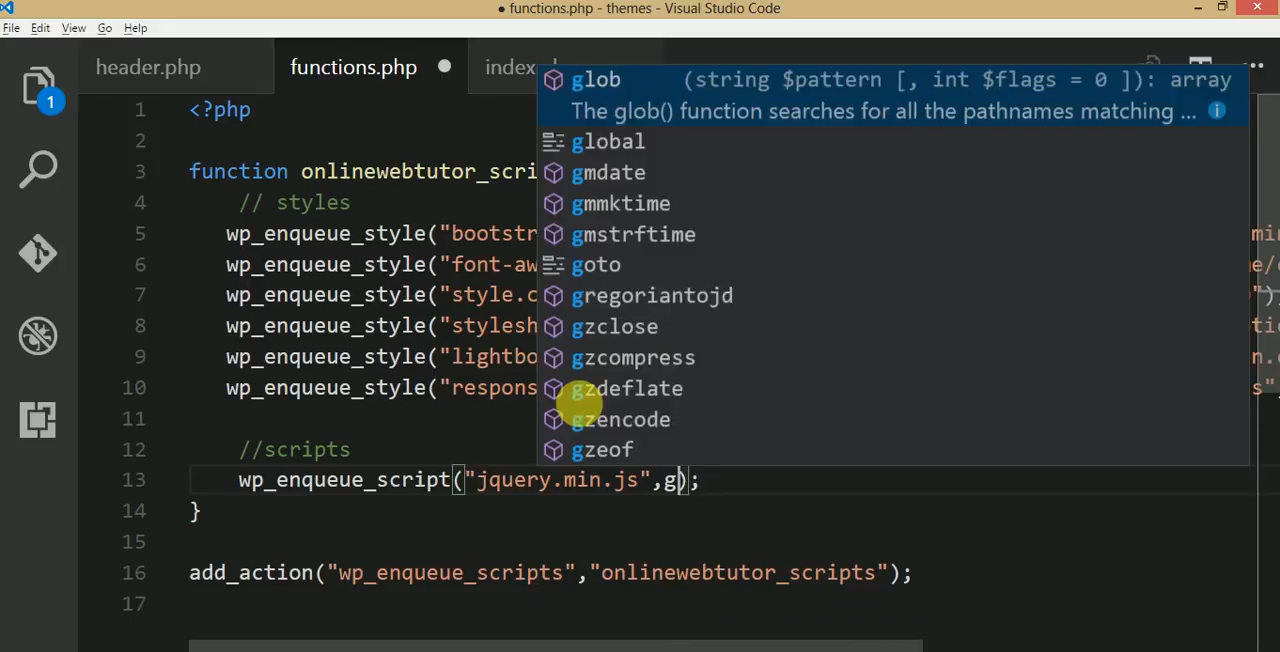 ● functions.php - themes - Visual Studio Code
File Edit View Go Help
header.php functions.php ● index
1
1 <?php
2
3 function onlinewebtutor_scri
4 // styles
5 wp_enqueue_style("bootstr
6 wp_enqueue_style("font-aw
7 wp_enqueue_style("style.c ")
8 wp_enqueue_style("stylesh
9 wp_enqueue_style("lightbo
10 wp_enqueue_style("respons
11
12 //scripts
13 wp_enqueue_script("jquery.min.js",g);
14 }
15
16 add_action("wp_enqueue_scripts","onlinewebtutor_scripts");
17
glob (string $pattern [, int $flags = 0 ]): array
The glob() function searches for all the pathnames matching ...
global
gmdate
gmmktime
gmstrftime
goto
gregoriantojd
gzclose
gzcompress
gzdeflate
gzencode
gzeof